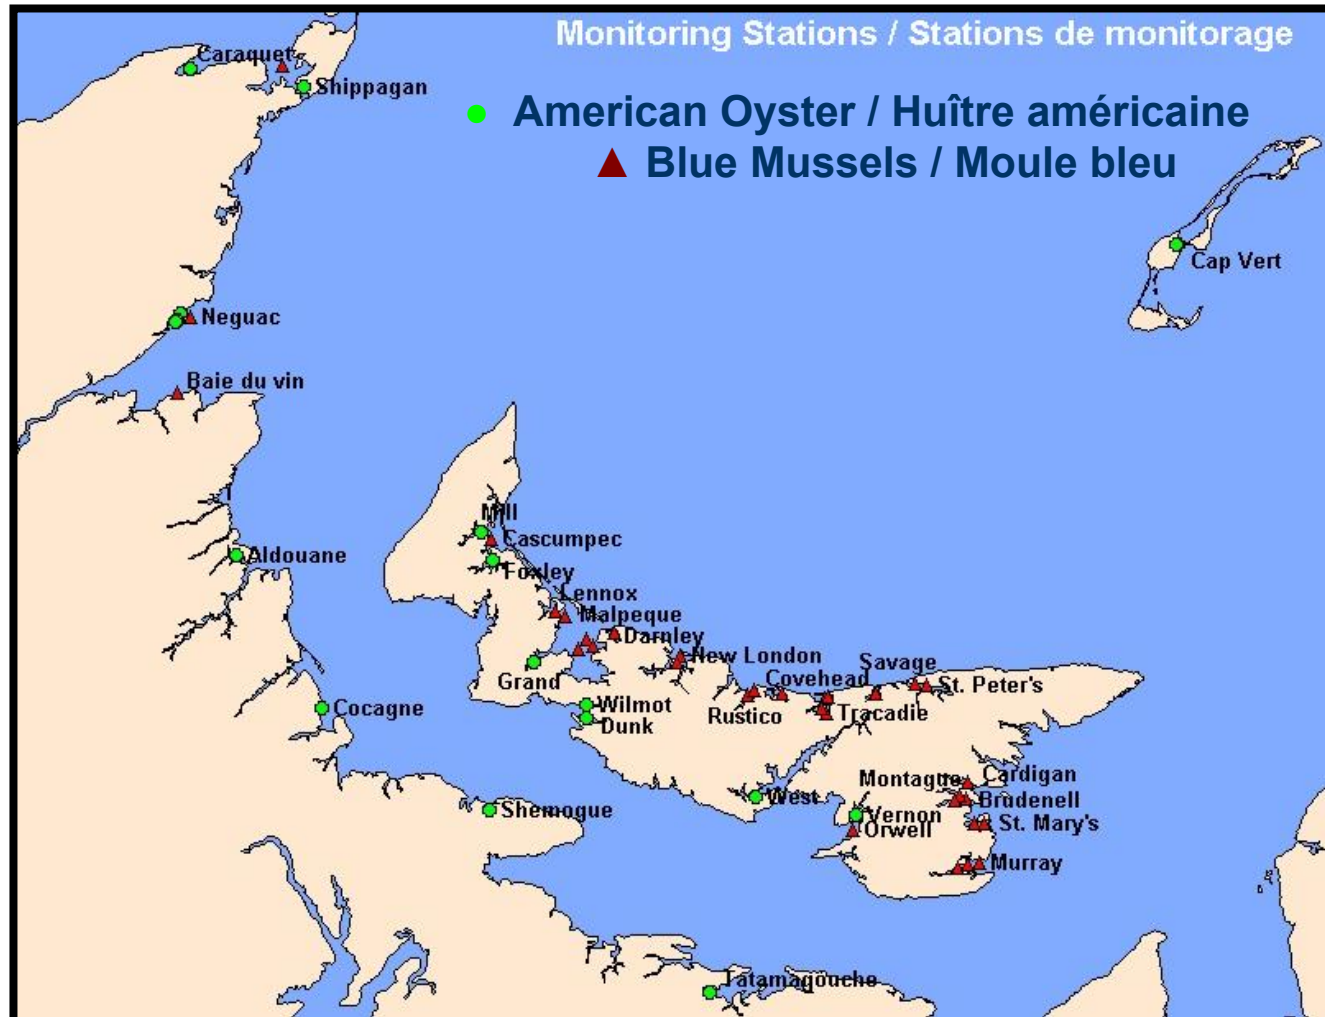 Monitoring Stations / Stations de monitorage
American Oyster / Huître américaine
Blue Mussels / Moule bleu
Caraquet
Shippagan
Cap Vert
Neguac
Baie du vin
Mill
Cascumpec
Aldouane
Foxley
Lennox
Malpeque
Darnley
New London
Savage
Covehead
St. Peter's
Grand
Wilmot
Cocagne
Rustico
Tracadie
Dunk
Montague
Cardigan
West
Brudenell
Shemogue
Vernon
St. Mary's
Orwell
Murray
Tatamagouche